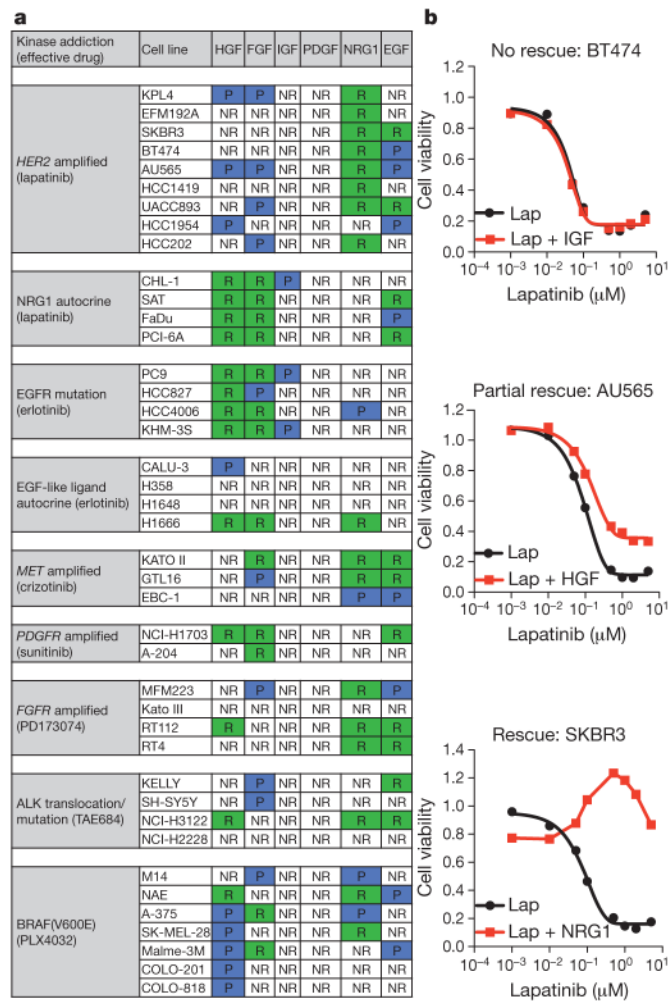 a
Kinase addiction (effective drug) Cell line HGF FGF IGF PDGF NRG1 EGF
HER2 amplified (lapatinib)
KPL4 P P NR NR R NR
EFM192A NR NR NR NR R NR
SKBR3 NR NR NR NR R R
BT474 NR NR NR NR R P
AU565 P P NR NR R P
HCC1419 NR NR NR NR R NR
UACC893 NR P NR NR R R
HCC1954 P NR NR NR NR P
HCC202 NR P NR NR R NR
NRG1 autocrine (lapatinib)
CHL-1 R R P NR NR NR
SAT R R NR NR NR R
FaDu R R NR NR NR P
PCI-6A R R NR NR NR R
EGFR mutation (erlotinib)
PC9 R R P NR NR NR
HCC827 R P NR NR NR NR
HCC4006 R R NR NR P NR
KHM-3S R R P NR NR NR
EGF-like ligand autocrine (erlotinib)
CALU-3 P NR NR NR NR NR
H358 NR NR NR NR NR NR
H1648 NR NR NR NR NR NR
H1666 R R NR NR R NR
MET amplified (crizotinib)
KATO II NR R NR NR R R
GTL16 NR P NR NR R R
EBC-1 NR NR NR NR P P
PDGFR amplified (sunitinib)
NCI-H1703 R R NR NR NR R
A-204 NR R NR NR NR NR
FGFR amplified (PD173074)
MFM223 NR P NR NR R P
Kato III NR NR NR NR NR NR
RT112 R NR NR NR R R
RT4 NR NR NR NR R R
ALK translocation/ mutation (TAE684)
KELLY NR P NR NR NR R
SH-SY5Y NR P NR NR NR NR
NCI-H3122 R NR NR NR R R
NCI-H2228 NR NR NR NR NR NR
BRAF(V600E) (PLX4032)
M14 NR P NR NR P NR
NAE R NR NR NR R P
A-375 P R NR NR P NR
SK-MEL-28 P NR NR NR R NR
Malme-3M P R NR NR NR P
COLO-201 P NR NR NR NR NR
COLO-818 P NR NR NR NR NR
b
No rescue: BT474
Cell viability
1.2
1.0
0.8
0.6
0.4
0.2
0.0
Lap
Lap + IGF
10⁻⁴ 10⁻³ 10⁻² 10⁻¹ 10⁰ 10¹
Lapatinib (μM)
Partial rescue: AU565
Cell viability
1.2
1.0
0.8
0.6
0.4
0.2
0.0
Lap
Lap + HGF
10⁻⁴ 10⁻³ 10⁻² 10⁻¹ 10⁰ 10¹
Lapatinib (μM)
Rescue: SKBR3
Cell viability
1.4
1.2
1.0
0.8
0.6
0.4
0.2
0.0
Lap
Lap + NRG1
10⁻⁴ 10⁻³ 10⁻² 10⁻¹ 10⁰ 10¹
Lapatinib (μM)